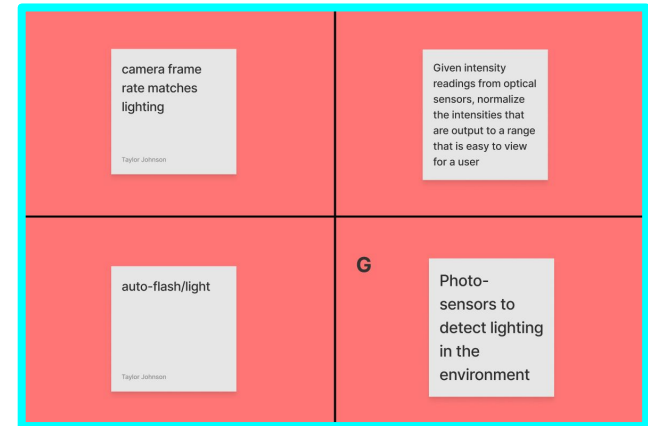 camera frame
rate matches
lighting
Taylor Johnson
Given intensity
readings from optical
sensors, normalize
the intensities that
are output to a range
that is easy to view
for a user
auto-flash/light
Taylor Johnson
G
Photo-
sensors to
detect lighting
in the
environment